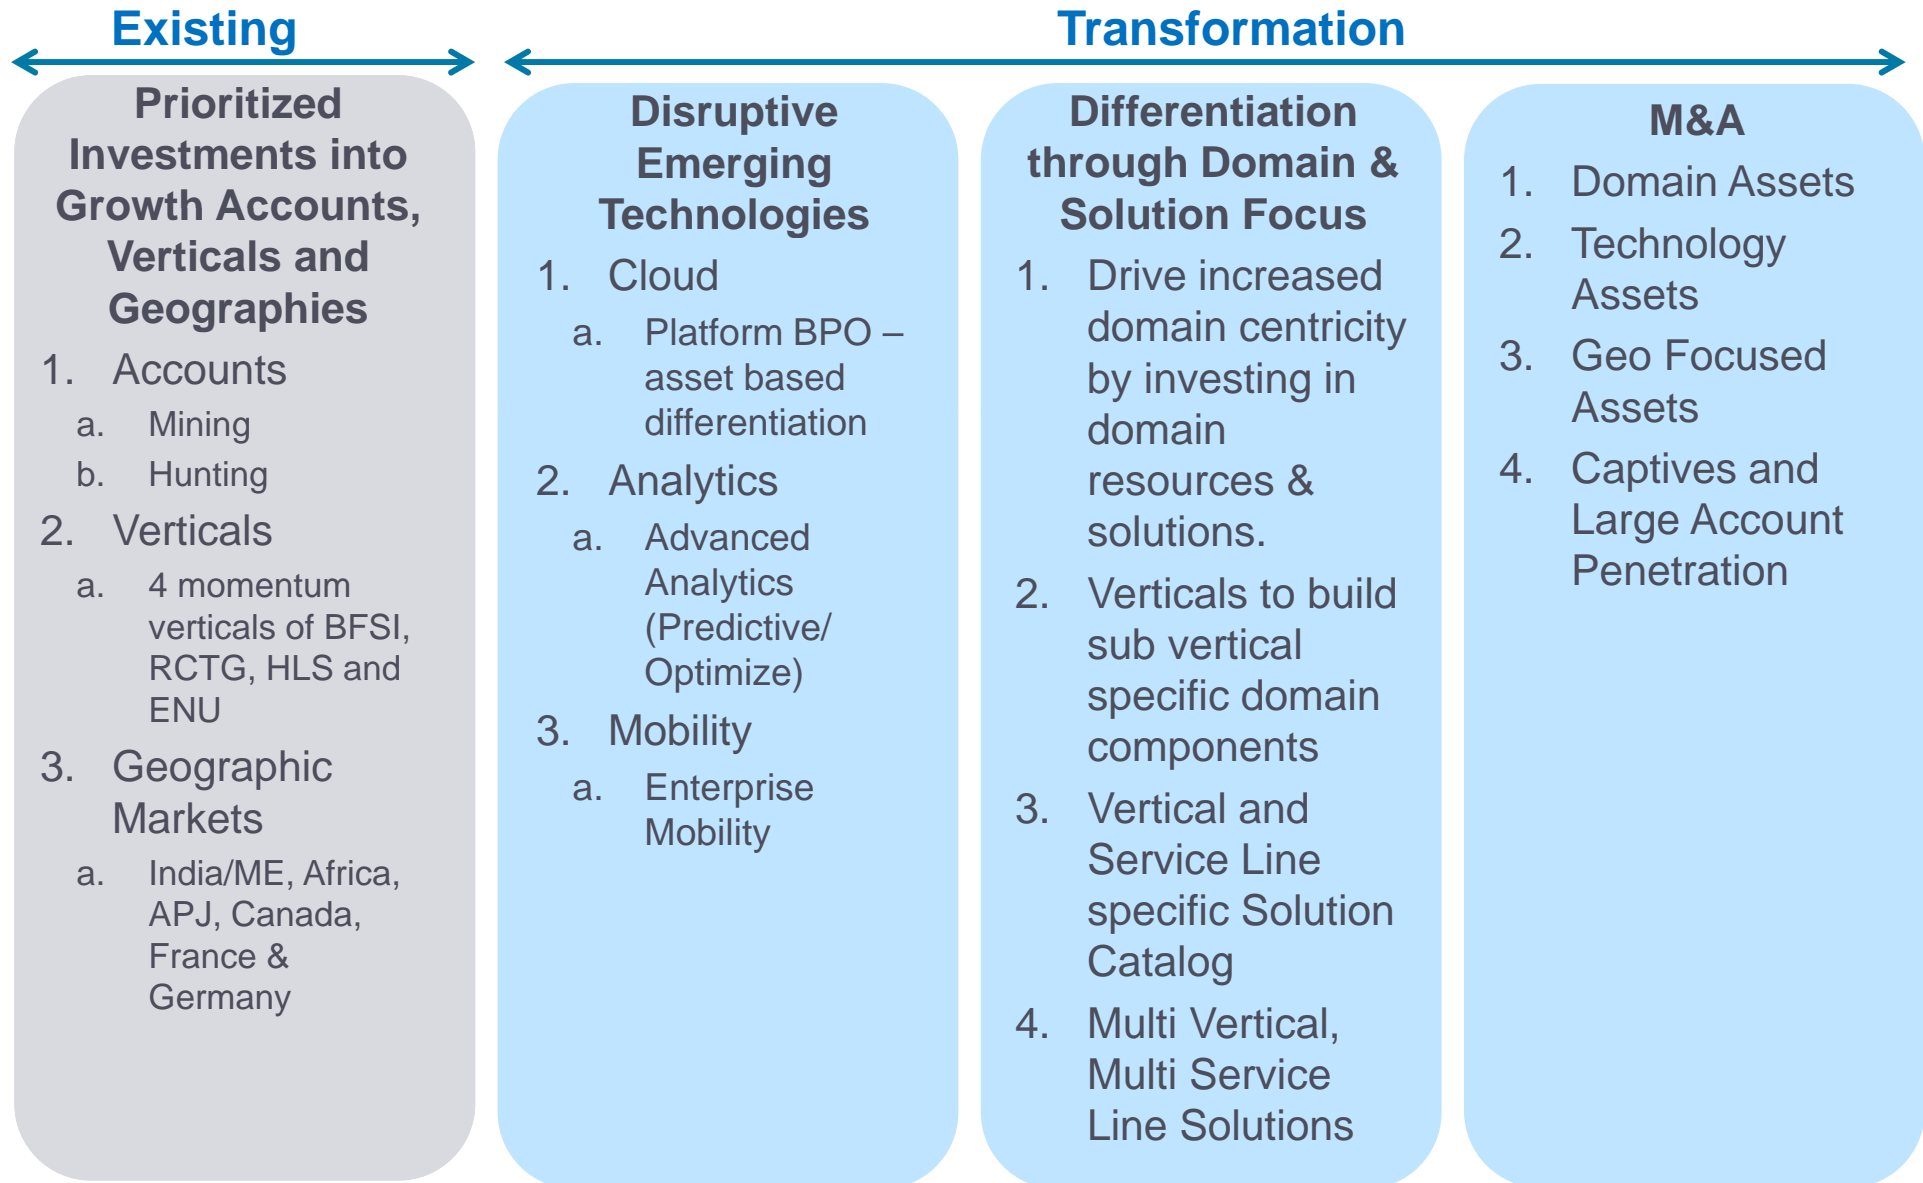 Existing
Transformation
Prioritized
Investments into
Growth Accounts,
Verticals and
Geographies
1. Accounts
a. Mining
b. Hunting
2. Verticals
a. 4 momentum
verticals of BFSI,
RCTG, HLS and
ENU
3. Geographic
Markets
a. India/ME, Africa,
APJ, Canada,
France &
Germany
Disruptive
Emerging
Technologies
1. Cloud
a. Platform BPO –
asset based
differentiation
2. Analytics
a. Advanced
Analytics
(Predictive/
Optimize)
3. Mobility
a. Enterprise
Mobility
Differentiation
through Domain &
Solution Focus
1. Drive increased
domain centricity
by investing in
domain
resources &
solutions.
2. Verticals to build
sub vertical
specific domain
components
3. Vertical and
Service Line
specific Solution
Catalog
4. Multi Vertical,
Multi Service
Line Solutions
M&A
1. Domain Assets
2. Technology
Assets
3. Geo Focused
Assets
4. Captives and
Large Account
Penetration